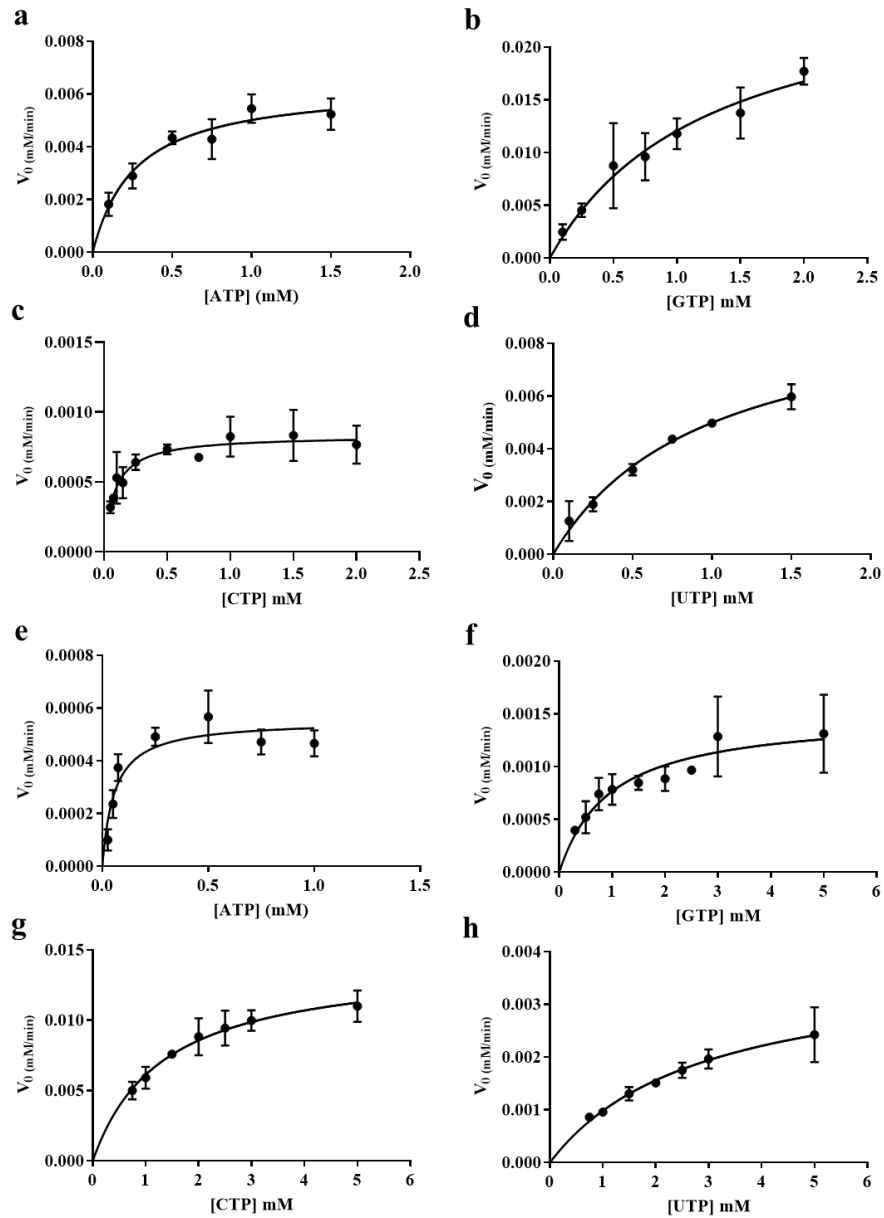 a
0.008
0.006
0.004
0.002
0.000
V0 (mM/min)
0.0 0.5 1.0 1.5 2.0
[ATP] (mM)
b
0.020
0.015
0.010
0.005
0.000
V0 (mM/min)
0.0 0.5 1.0 1.5 2.0 2.5
[GTP] mM
c
0.0015
0.0010
0.0005
0.0000
V0 (mM/min)
0.0 0.5 1.0 1.5 2.0 2.5
[CTP] mM
d
0.008
0.006
0.004
0.002
0.000
V0 (mM/min)
0.0 0.5 1.0 1.5 2.0
[UTP] mM
e
0.0008
0.0006
0.0004
0.0002
0.0000
V0 (mM/min)
0.0 0.5 1.0 1.5
[ATP] (mM)
f
0.0020
0.0015
0.0010
0.0005
0.0000
V0 (mM/min)
0 1 2 3 4 5 6
[GTP] mM
g
0.015
0.010
0.005
0.000
V0 (mM/min)
0 1 2 3 4 5 6
[CTP] mM
h
0.004
0.003
0.002
0.001
0.000
V0 (mM/min)
0 1 2 3 4 5 6
[UTP] mM